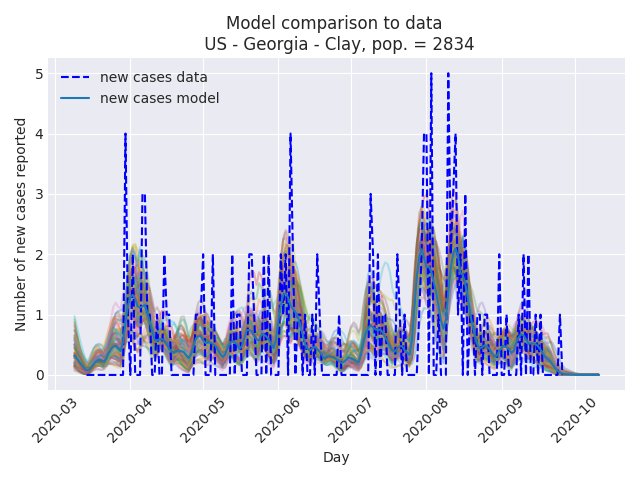 Model comparison to data
US - Georgia - Clay, pop. = 2834
new cases data
new cases model
Number of new cases reported
5
4
3
2
1
0
2020-03
2020-04
2020-05
2020-06
2020-07
2020-08
2020-09
2020-10
Day